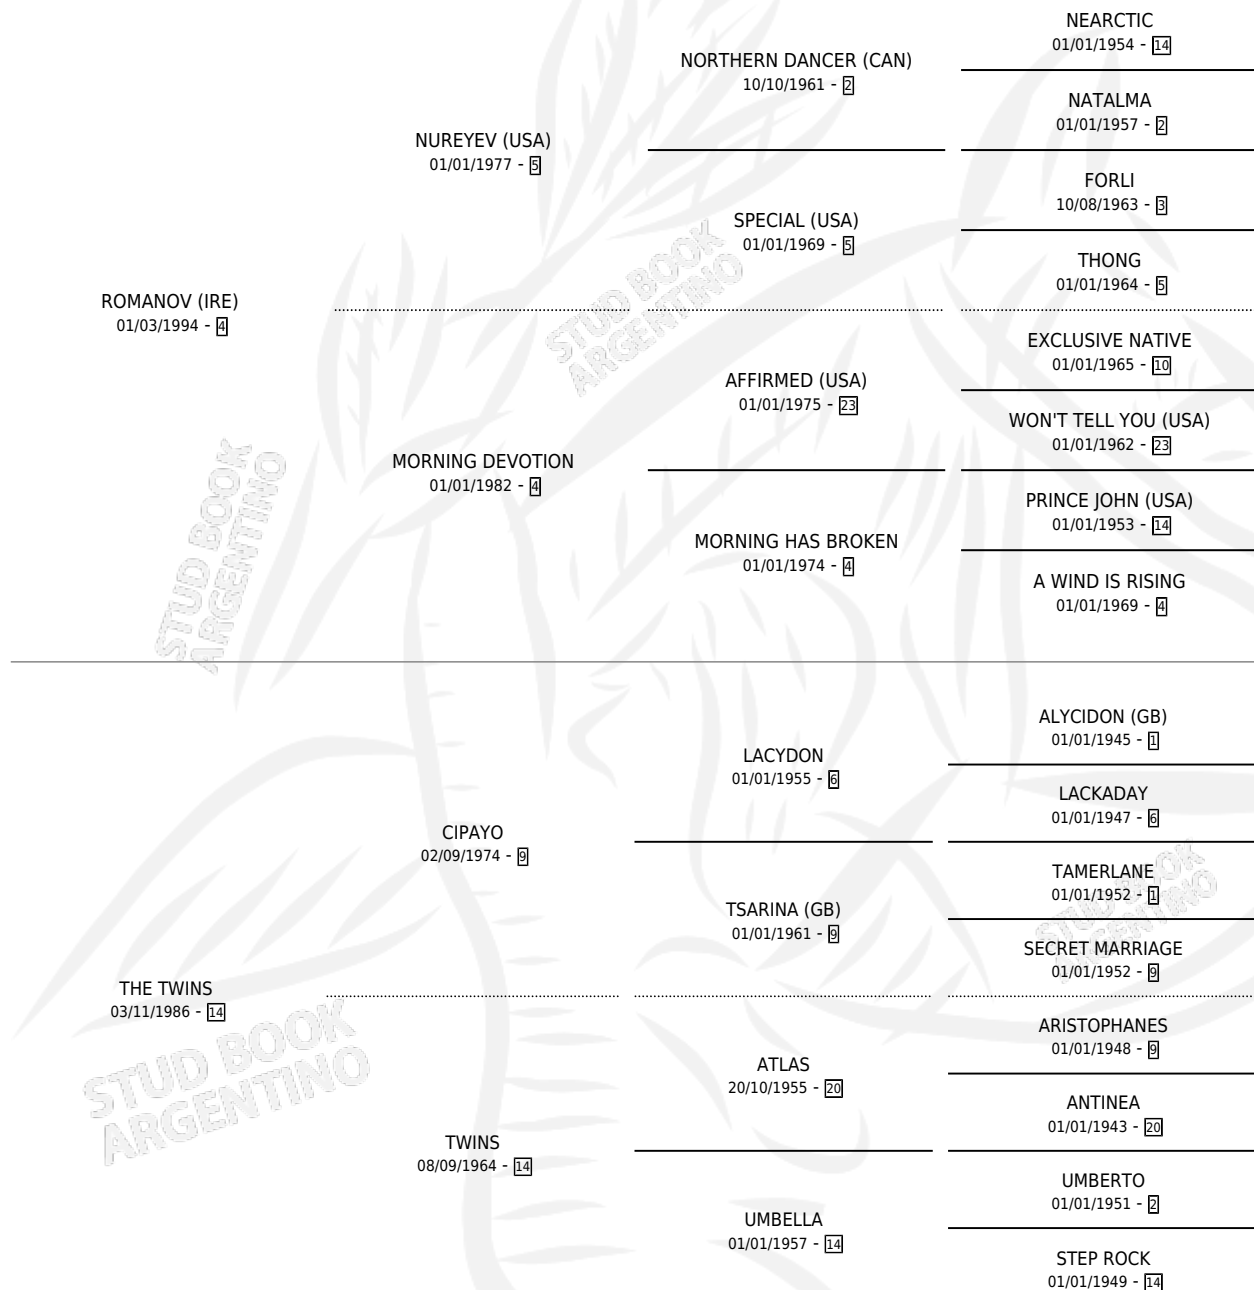 NEARCTIC
01/01/1954 - 14
NORTHERN DANCER (CAN)
10/10/1961 - 2
NATALMA
01/01/1957 - 2
NUREYEV (USA)
01/01/1977 - 5
FORLI
10/08/1963 - 3
SPECIAL (USA)
01/01/1969 - 5
THONG
01/01/1964 - 5
ROMANOV (IRE)
01/03/1994 - 4
EXCLUSIVE NATIVE
01/01/1965 - 10
AFFIRMED (USA)
01/01/1975 - 23
WON'T TELL YOU (USA)
01/01/1962 - 23
MORNING DEVOTION
01/01/1982 - 4
PRINCE JOHN (USA)
01/01/1953 - 14
MORNING HAS BROKEN
01/01/1974 - 4
A WIND IS RISING
01/01/1969 - 4
ALYCIDON (GB)
01/01/1945 - 1
LACYDON
01/01/1955 - 6
LACKADAY
01/01/1947 - 6
CIPAYO
02/09/1974 - 9
TAMERLANE
01/01/1952 - 1
TSARINA (GB)
01/01/1961 - 9
SECRET MARRIAGE
01/01/1952 - 9
THE TWINS
03/11/1986 - 14
ARISTOPHANES
01/01/1948 - 9
ATLAS
20/10/1955 - 20
ANTINEA
01/01/1943 - 20
TWINS
08/09/1964 - 14
UMBERTO
01/01/1951 - 2
UMBELLA
01/01/1957 - 14
STEP ROCK
01/01/1949 - 14
STUD BOOK
ARGENTINO
STUD BOOK
ARGENTINO
STUD BOOK
ARGENTINO
STUD BOOK
ARGENTINO